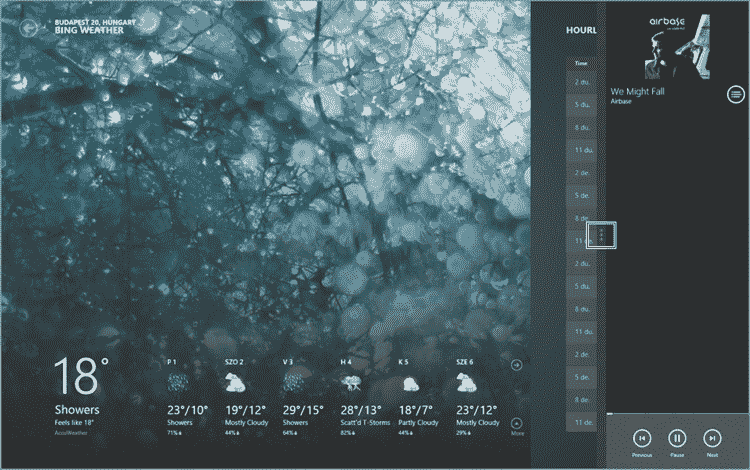 BUDAPEST 20, HUNGARY
BING WEATHER
18°
Showers
Feels like 18°
AccuWeather
P 1
23°/10°
Showers
71%
SZO 2
19°/12°
Mostly Cloudy
44%
V 3
29°/15°
Showers
64%
H 4
28°/13°
Scatt'd T-Storms
82%
K 5
18°/7°
Partly Cloudy
44%
SZE 6
23°/12°
Mostly Cloudy
29%
More
HOURL
Time
2 du.
5 du.
8 du.
11 du.
2 de.
5 de.
8 de.
11 de.
2 du.
5 du.
8 du.
11 du.
2 de.
5 de.
8 de.
11 de.
airbase
We Might Fall
Airbase
Previous
Pause
Next